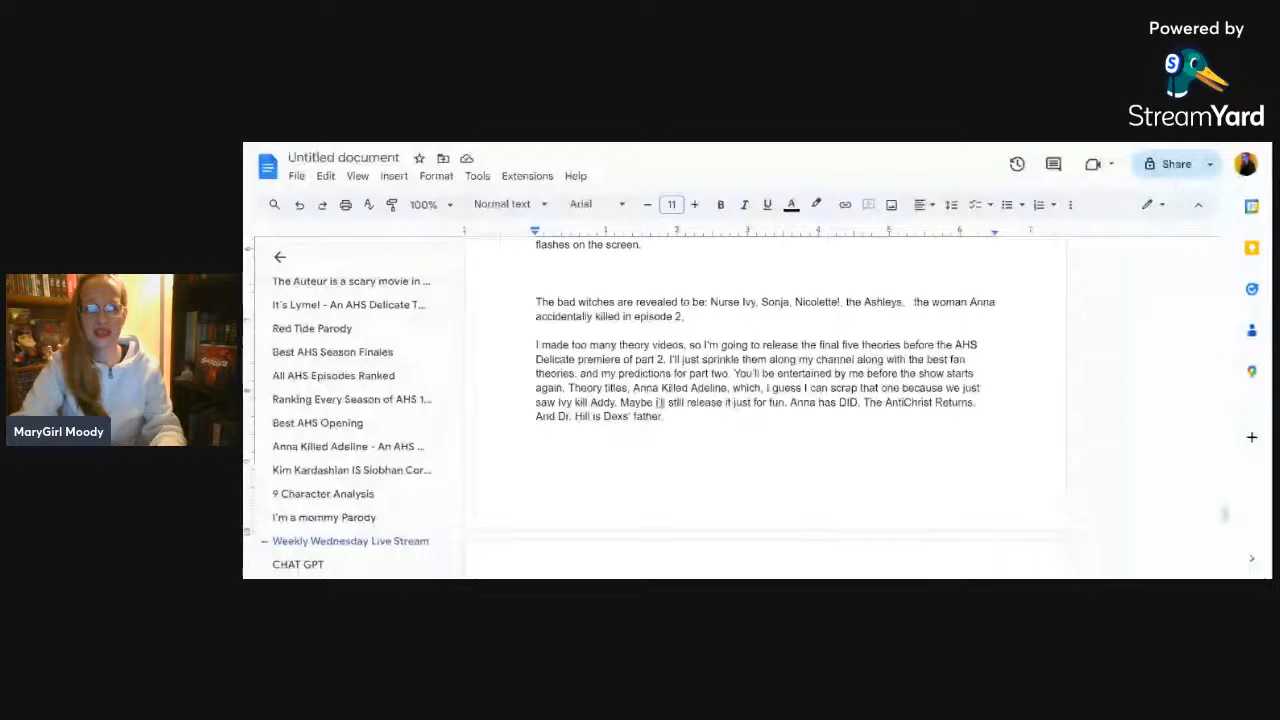 Powered by
StreamYard
Untitled document
File Edit View Insert Format Tools Extensions Help
Share
100% Normal text Arial 11
1 1 2 3 4 5 6 7
The Auteur is a scary movie in ...
It's Lyme! - An AHS Delicate T...
Red Tide Parody
Best AHS Season Finales
All AHS Episodes Ranked
Ranking Every Season of AHS 1...
Best AHS Opening
Anna Killed Adeline - An AHS ...
Kim Kardashian IS Siobhan Cor...
9 Character Analysis
I'm a mommy Parody
Weekly Wednesday Live Stream
CHAT GPT
flashes on the screen.
The bad witches are revealed to be: Nurse Ivy, Sonja, Nicolette!, the Ashleys, the woman Anna
accidentally killed in episode 2,
I made too many theory videos, so I'm going to release the final five theories before the AHS
Delicate premiere of part 2. I'll just sprinkle them along my channel along with the best fan
theories, and my predictions for part two. You'll be entertained by me before the show starts
again. Theory titles, Anna Killed Adeline, which, I guess I can scrap that one because we just
saw Ivy kill Addy. Maybe i'll still release it just for fun. Anna has DID. The AntiChrist Returns.
And Dr. Hill is Dexs' father.
MaryGirl Moody